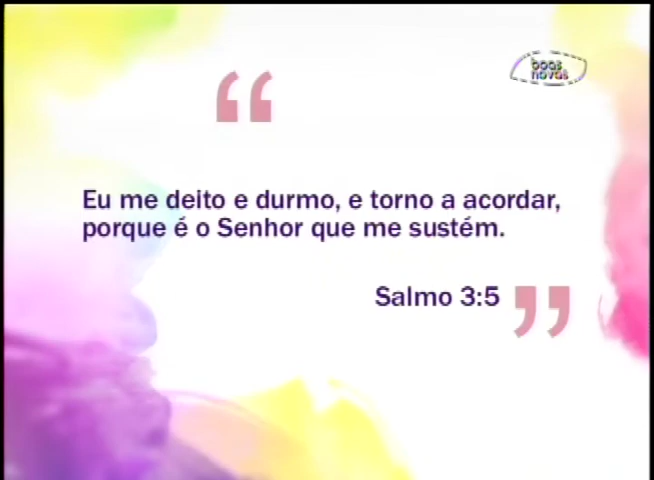 boas
novas
“
Eu me deito e durmo, e torno a acordar,
porque é o Senhor que me sustém.
Salmo 3:5 ”